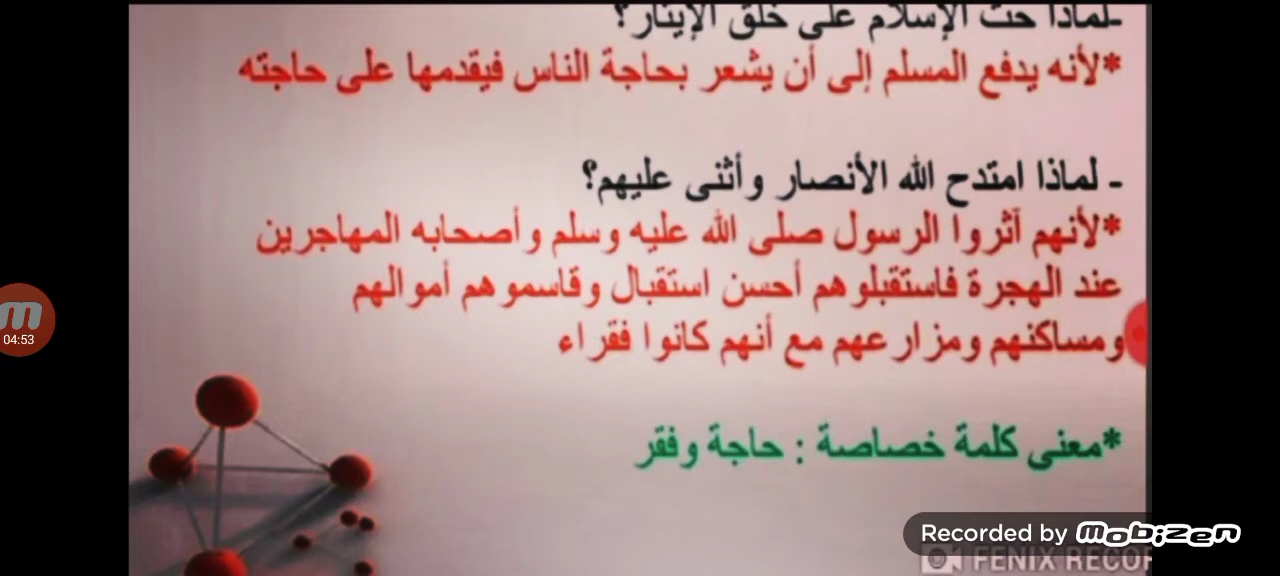 -لماذا حث الإسلام على خلق الإيثار؟
*لأنه يدفع المسلم إلى أن يشعر بحاجة الناس فيقدمها على حاجته
- لماذا امتدح الله الأنصار وأثنى عليهم؟
*لأنهم آثروا الرسول صلى الله عليه وسلم وأصحابه المهاجرين
عند الهجرة فاستقبلوهم أحسن استقبال وقاسموهم أموالهم
ومساكنهم ومزارعهم مع أنهم كانوا فقراء
*معنى كلمة خصاصة : حاجة وفقر
04:53
Recorded by mobizen
FENIX RECOR